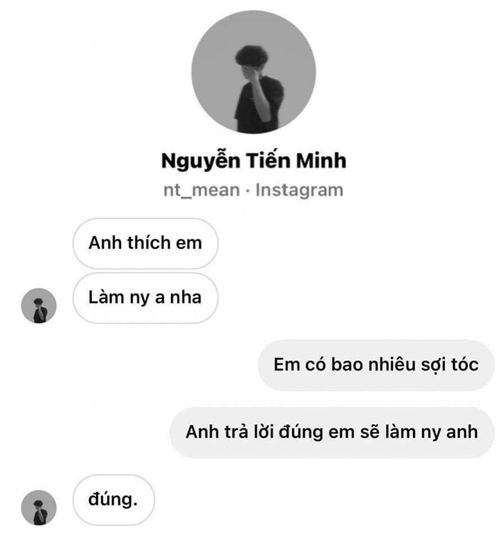 Nguyễn Tiến Minh
nt_mean · Instagram
Anh thích em
Làm ny a nha
Em có bao nhiêu sợi tóc
Anh trả lời đúng em sẽ làm ny anh
đúng.